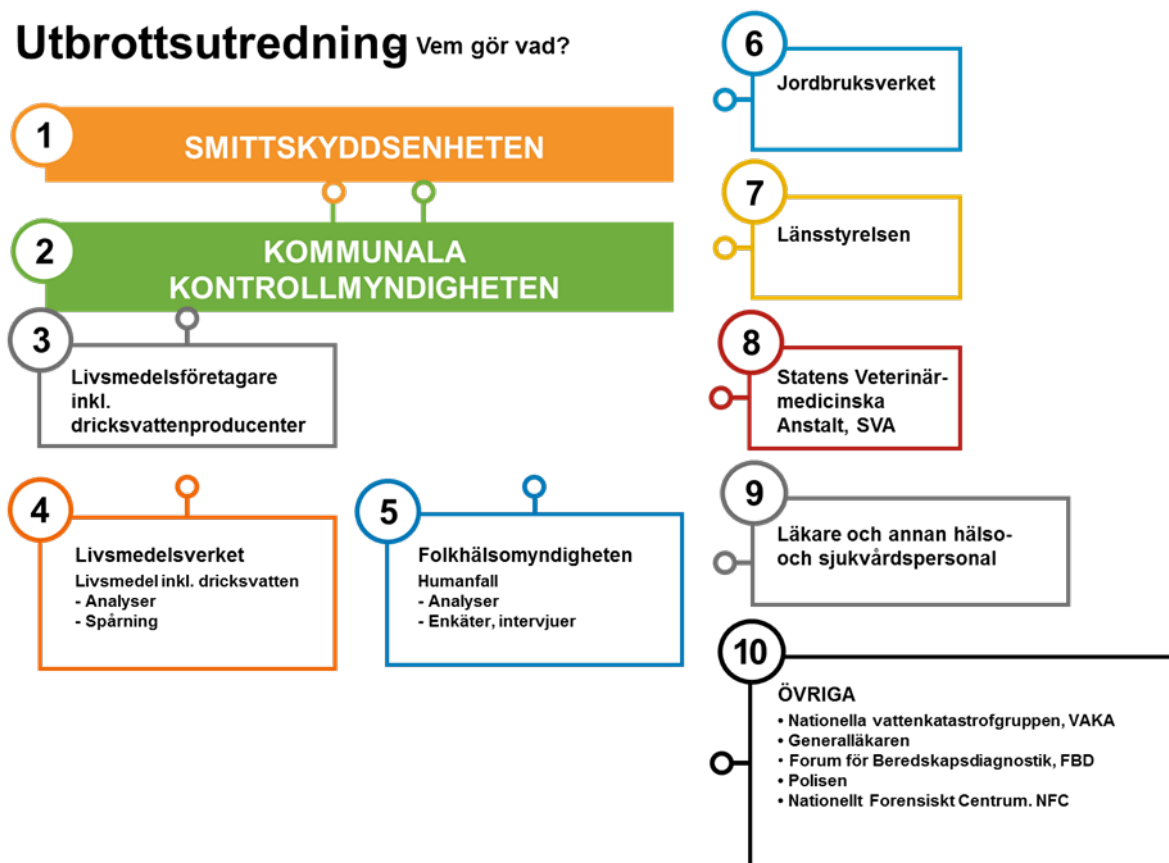 Utbrottsutredning Vem gör vad?
1
SMITTSKYDDSENHETEN
2
KOMMUNALA
KONTROLLMYNDIGHETEN
3
Livsmedelsföretagare
inkl.
dricksvattenproducenter
4
Livsmedelsverket
Livsmedel inkl. dricksvatten
- Analyser
- Spårning
5
Folkhälsomyndigheten
Humanfall
- Analyser
- Enkäter, intervjuer
6
Jordbruksverket
7
Länsstyrelsen
8
Statens Veterinär-
medicinska
Anstalt, SVA
9
Läkare och annan hälso-
och sjukvårdspersonal
10
ÖVRIGA
• Nationella vattenkatastrofgruppen, VAKA
• Generalläkaren
• Forum för Beredskapsdiagnostik, FBD
• Polisen
• Nationellt Forensiskt Centrum. NFC